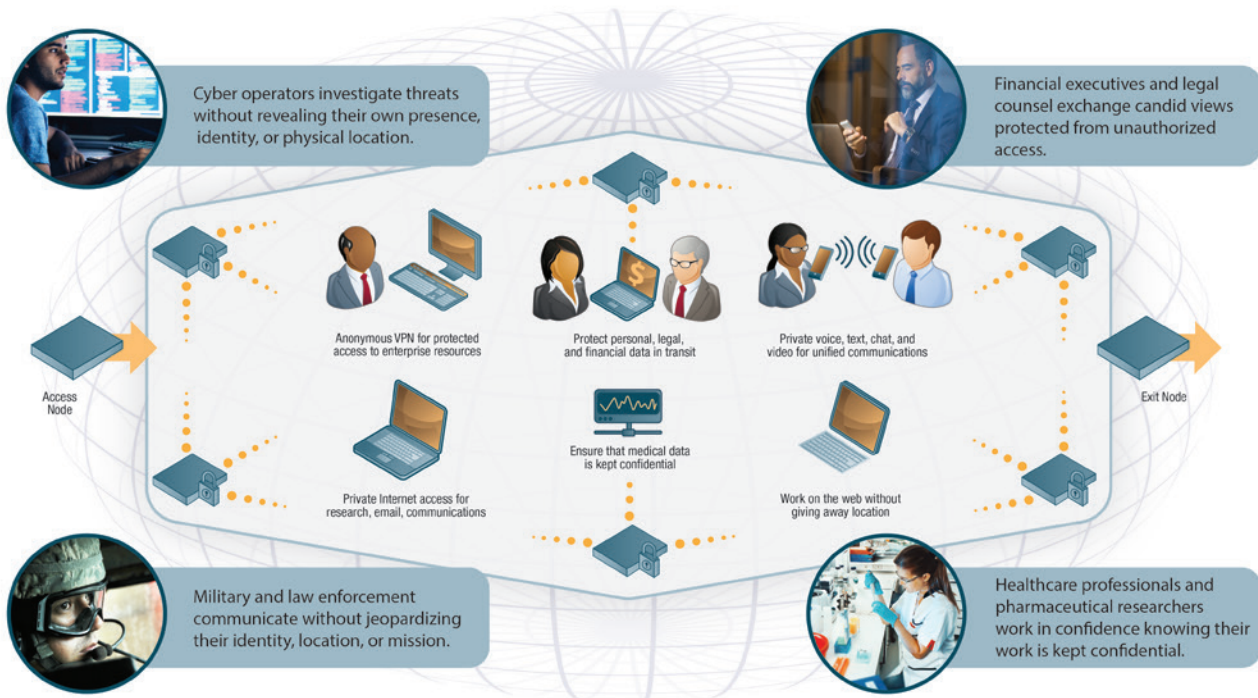 Cyber operators investigate threats
without revealing their own presence,
identity, or physical location.
Financial executives and legal
counsel exchange candid views
protected from unauthorized
access.
Anonymous VPN for protected
access to enterprise resources
$
Protect personal, legal,
and financial data in transit
Private voice, text, chat, and
video for unified communications
Access
Node
Exit Node
Private Internet access for
research, email, communications
Ensure that medical data
is kept confidential
Work on the web without
giving away location
Military and law enforcement
communicate without jeopardizing
their identity, location, or mission.
Healthcare professionals and
pharmaceutical researchers
work in confidence knowing their
work is kept confidential.